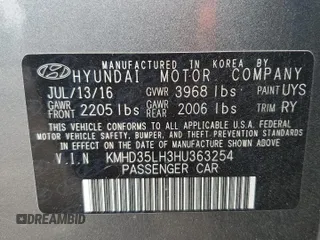 MANUFACTURED IN KOREA BY
HYUNDAI MOTOR COMPANY
JUL/13/16 GVWR 3968 lbs PAINT UYS
GAWR FRONT 2205 lbs GAWR REAR 2006 lbs TRIM RY
THIS VEHICLE CONFORMS TO ALL APPLICABLE U.S.A. FEDERAL
MOTOR VEHICLE SAFETY, BUMPER, AND THEFT PREVENTION STANDARDS
IN EFFECT ON THE DATE OF MANUFACTURE SHOWN ABOVE.
V.I.N KMHD35LH3HU363254
PASSENGER CAR
DREAMBID